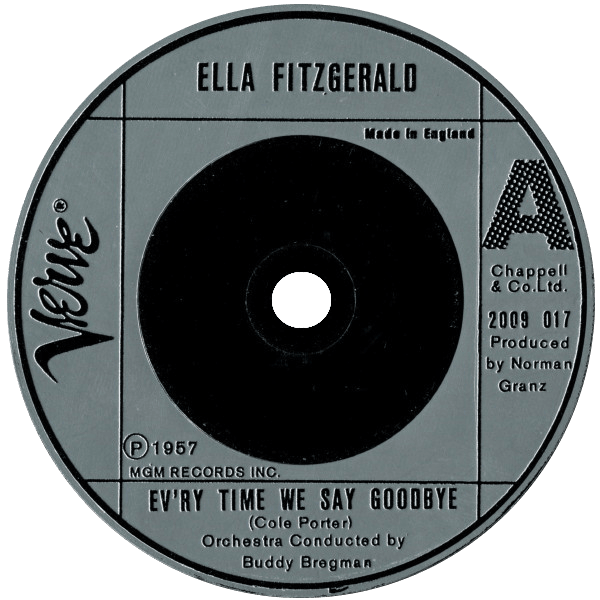 ELLA FITZGERALD
Made in England
VERVE®
A
Chappell
& Co.Ltd.
2009 017
Produced
by Norman
Granz
Ⓟ1957
MGM RECORDS INC.
EV'RY TIME WE SAY GOODBYE
(Cole Porter)
Orchestra Conducted by
Buddy Bregman